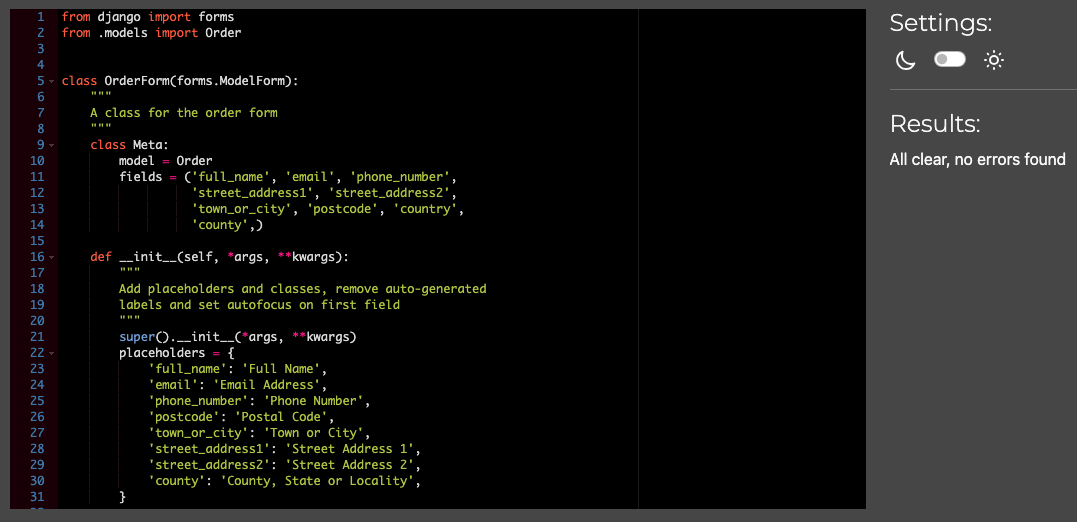 1 from django import forms
2 from .models import Order
3
4
5 class OrderForm(forms.ModelForm):
6     """
7     A class for the order form
8     """
9     class Meta:
10         model = Order
11         fields = ('full_name', 'email', 'phone_number',
12                   'street_address1', 'street_address2',
13                   'town_or_city', 'postcode', 'country',
14                   'county',)
15
16     def __init__(self, *args, **kwargs):
17         """
18         Add placeholders and classes, remove auto-generated
19         labels and set autofocus on first field
20         """
21         super().__init__(*args, **kwargs)
22         placeholders = {
23             'full_name': 'Full Name',
24             'email': 'Email Address',
25             'phone_number': 'Phone Number',
26             'postcode': 'Postal Code',
27             'town_or_city': 'Town or City',
28             'street_address1': 'Street Address 1',
29             'street_address2': 'Street Address 2',
30             'county': 'County, State or Locality',
31         }
Settings:
Results:
All clear, no errors found